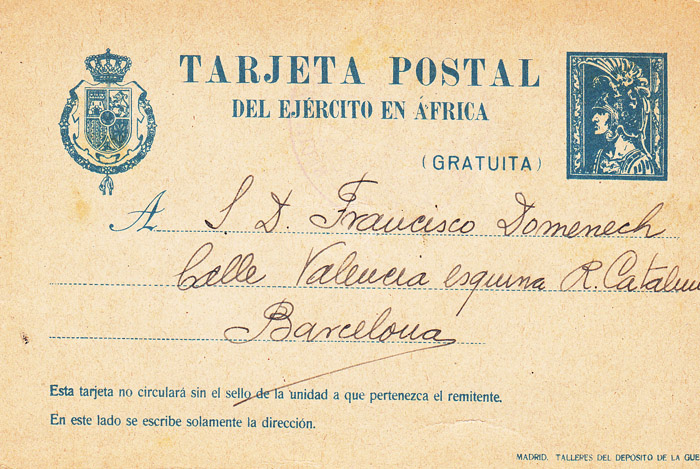 TARJETA POSTAL
DEL EJÉRCITO EN ÁFRICA
(GRATUITA)
A S. D. Francisco Domenech
Calle Valencia esquina R. Catalu
Barcelona
Esta tarjeta no circulará sin el sello de la unidad a que pertenezca el remitente.
En este lado se escribe solamente la dirección.
MADRID. TALLERES DEL DEPOSITO DE LA GUE